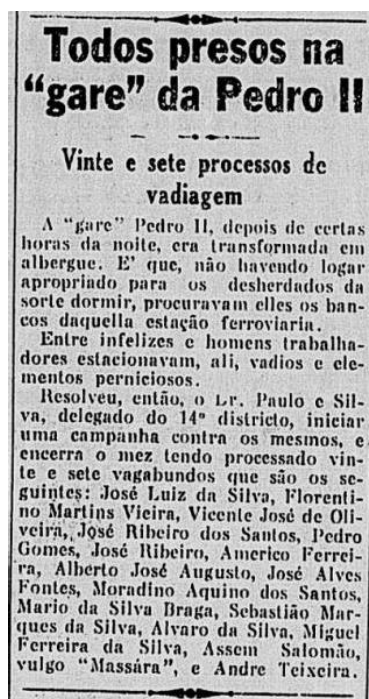 Todos presos na
“gare” da Pedro II
Vinte e sete processos de
vadiagem
A “gare” Pedro II, depois de certas
horas da noite, era transformada em
albergue. E' que, não havendo logar
apropriado para os desherdados da
sorte dormir, procuravam elles os ban-
cos daquella estação ferroviaria.
Entre infelizes e homens trabalha-
dores estacionavam, ali, vadios e ele-
mentos perniciosos.
Resolveu, então, o Dr. Paulo e Sil-
va, delegado do 14º districto, iniciar
uma campanha contra os mesmos, e
encerra o mez tendo processado vin-
te e sete vagabundos que são os se-
guintes: José Luiz da Silva, Florenti-
no Martins Vieira, Vicente José de Oli-
veira, José Ribeiro dos Santos, Pedro
Gomes, José Ribeiro, Americo Ferrei-
ra, Alberto José Augusto, José Alves
Fontes, Moradino Aquino dos Santos,
Mario da Silva Braga, Sebastião Mar-
ques da Silva, Alvaro da Silva, Miguel
Ferreira da Silva, Assem Salomão,
vulgo “Massára”, e Andre Teixeira.